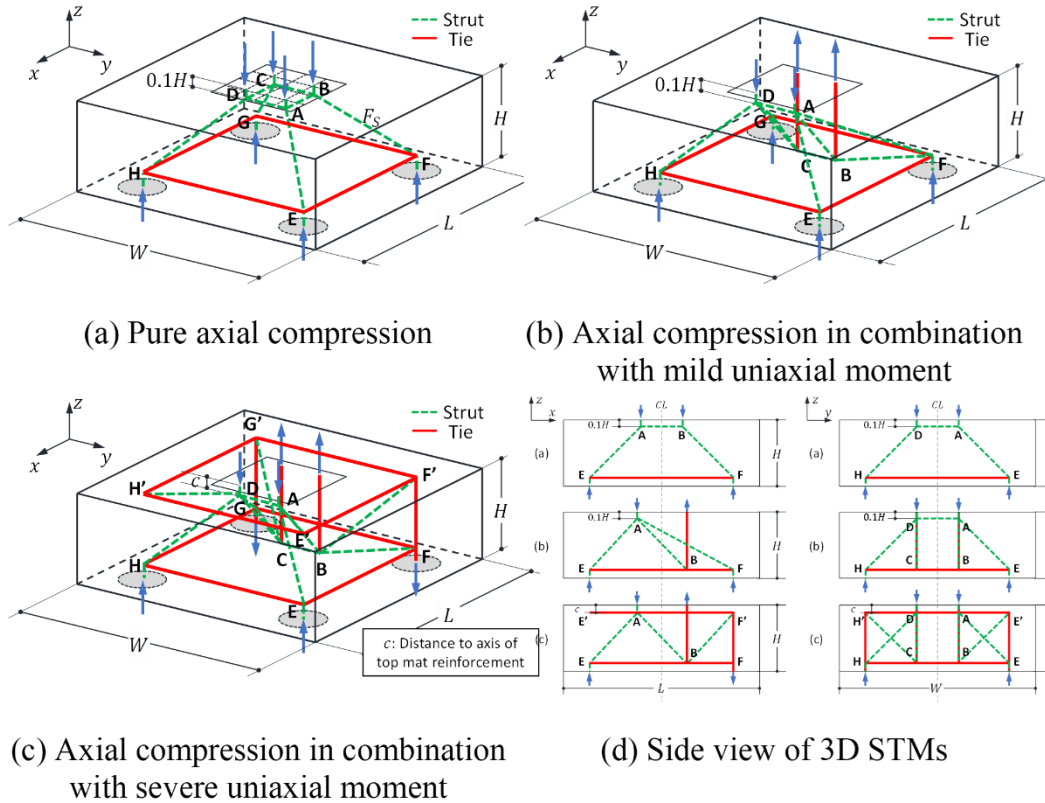 z
x
y
Strut
Tie
0.1H
C
B
D
A
F_S
G
H
F
H
E
W
L
(a) Pure axial compression
z
x
y
Strut
Tie
0.1H
D
A
G
H
C
B
F
H
E
W
L
(b) Axial compression in combination
with mild uniaxial moment
z
x
y
Strut
Tie
G′
F′
H′
c
D
A
G
E′
H
C
B
F
H
E
W
L
c: Distance to axis of
top mat reinforcement
(c) Axial compression in combination
with severe uniaxial moment
z
x
CL
0.1H
(a)
A
B
H
E
F
0.1H
(b)
A
H
E
B
F
c
E′
A
F′
(c)
H
E
B
F
L
z
y
CL
0.1H
(a)
D
A
H
H
E
0.1H
(b)
D
A
H
H
C
B
E
c
H′
D
A
E′
(c)
H
H
C
B
E
W
(d) Side view of 3D STMs